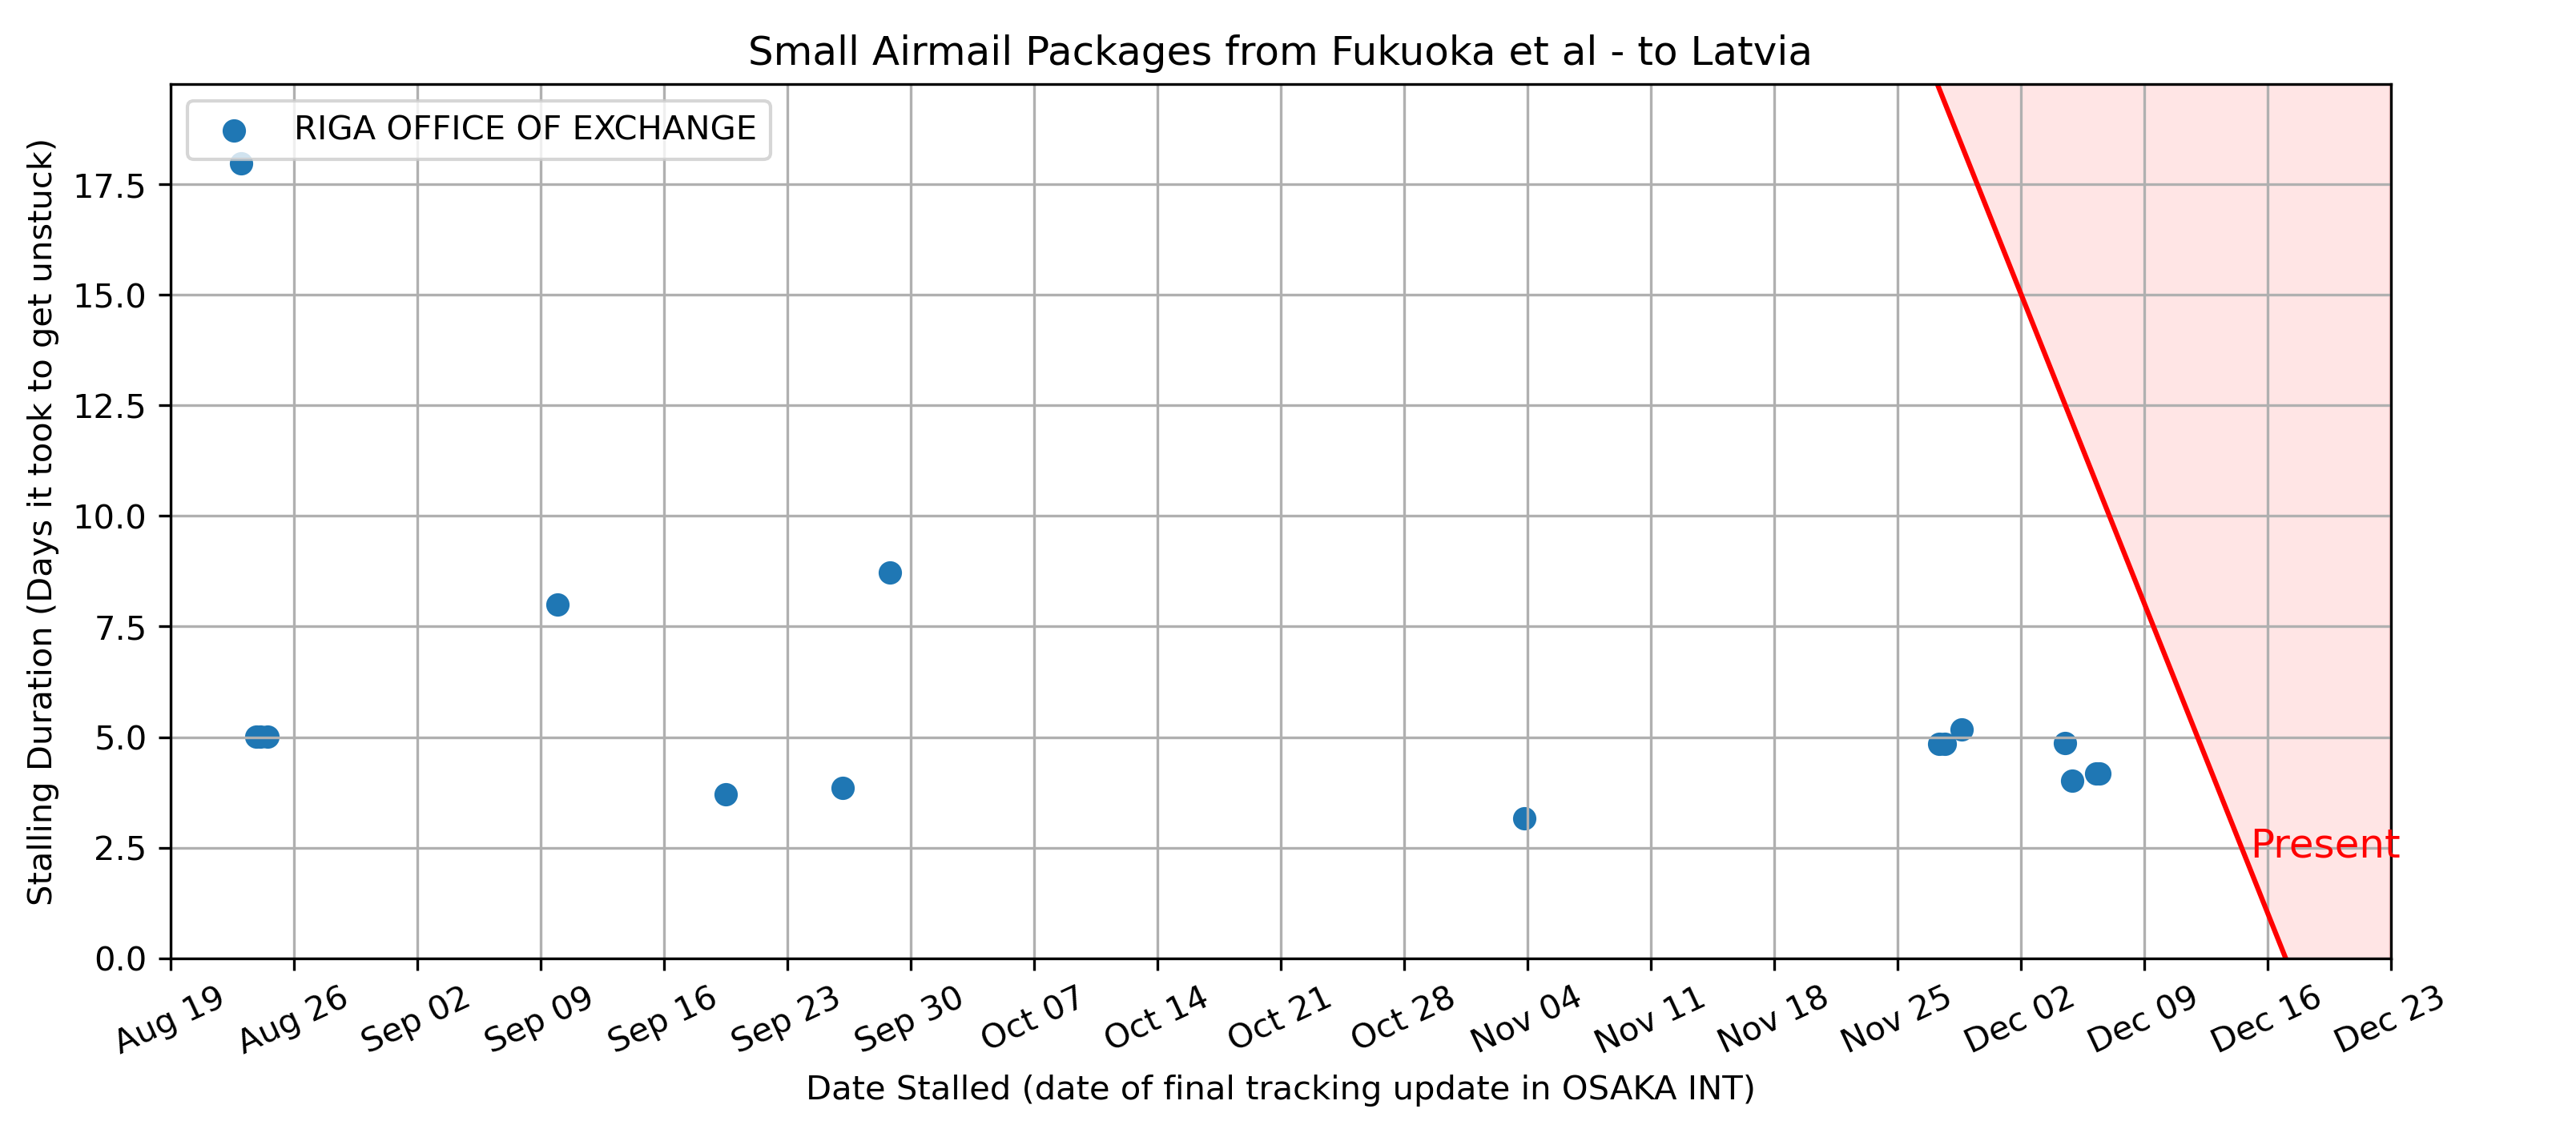 Small Airmail Packages from Fukuoka et al - to Latvia
RIGA OFFICE OF EXCHANGE
Stalling Duration (Days it took to get unstuck)
17.5
15.0
12.5
10.0
7.5
5.0
2.5
0.0
Present
Aug 19
Aug 26
Sep 02
Sep 09
Sep 16
Sep 23
Sep 30
Oct 07
Oct 14
Oct 21
Oct 28
Nov 04
Nov 11
Nov 18
Nov 25
Dec 02
Dec 09
Dec 16
Dec 23
Date Stalled (date of final tracking update in OSAKA INT)